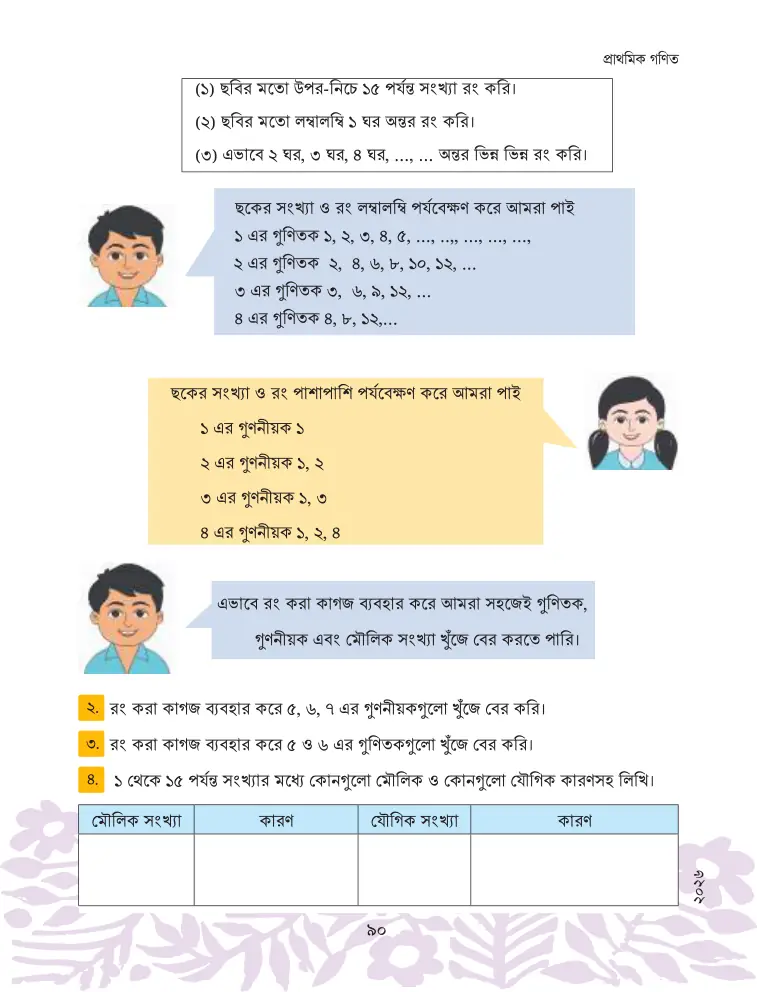 প্রাথমিক গণিত
(১) ছবির মতো উপর-নিচে ১৫ পর্যন্ত সংখ্যা রং করি।
(২) ছবির মতো লম্বালম্বি ১ ঘর অন্তর রং করি।
(৩) এভাবে ২ ঘর, ৩ ঘর, ৪ ঘর, ..., ... অন্তর ভিন্ন ভিন্ন রং করি।
ছকের সংখ্যা ও রং লম্বালম্বি পর্যবেক্ষণ করে আমরা পাই
১ এর গুণিতক ১, ২, ৩, ৪, ৫, ..., ..,, ..., ..., ...,
২ এর গুণিতক ২, ৪, ৬, ৮, ১০, ১২, ...
৩ এর গুণিতক ৩, ৬, ৯, ১২, ...
৪ এর গুণিতক ৪, ৮, ১২,...
ছকের সংখ্যা ও রং পাশাপাশি পর্যবেক্ষণ করে আমরা পাই
১ এর গুণনীয়ক ১
২ এর গুণনীয়ক ১, ২
৩ এর গুণনীয়ক ১, ৩
৪ এর গুণনীয়ক ১, ২, ৪
এভাবে রং করা কাগজ ব্যবহার করে আমরা সহজেই গুণিতক,
গুণনীয়ক এবং মৌলিক সংখ্যা খুঁজে বের করতে পারি।
২. রং করা কাগজ ব্যবহার করে ৫, ৬, ৭ এর গুণনীয়কগুলো খুঁজে বের করি।
৩. রং করা কাগজ ব্যবহার করে ৫ ও ৬ এর গুণিতকগুলো খুঁজে বের করি।
৪. ১ থেকে ১৫ পর্যন্ত সংখ্যার মধ্যে কোনগুলো মৌলিক ও কোনগুলো যৌগিক কারণসহ লিখি।
মৌলিক সংখ্যা কারণ যৌগিক সংখ্যা কারণ
২০২৬
৯০